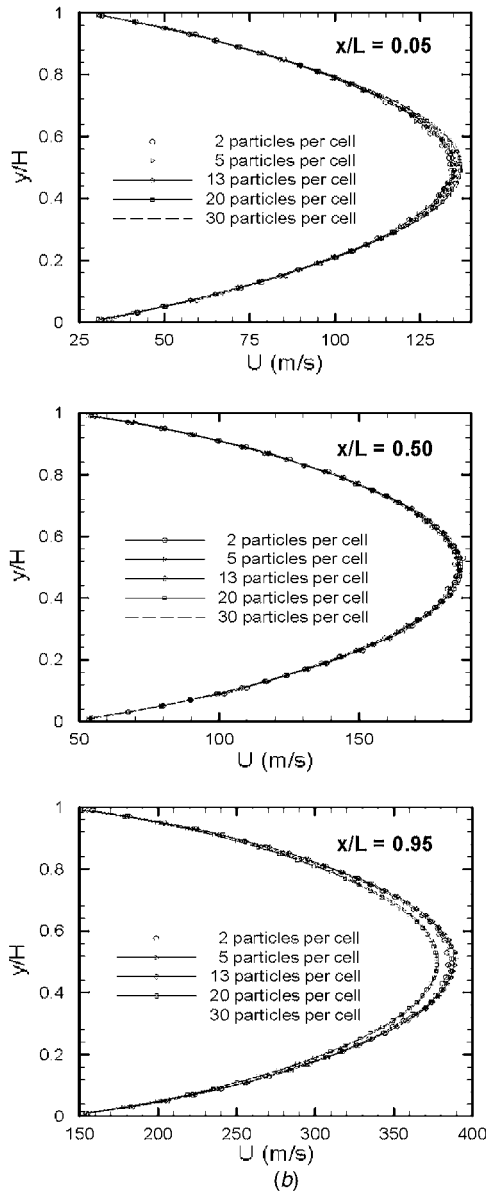 1
x/L = 0.05
0.8
0.6
y/H
2 particles per cell
5 particles per cell
13 particles per cell
20 particles per cell
30 particles per cell
0.4
0.2
0
25 50 75 100 125
U (m/s)
1
x/L = 0.50
0.8
0.6
y/H
2 particles per cell
5 particles per cell
13 particles per cell
20 particles per cell
30 particles per cell
0.4
0.2
0
50 100 150
U (m/s)
1
x/L = 0.95
0.8
0.6
y/H
2 particles per cell
5 particles per cell
13 particles per cell
20 particles per cell
30 particles per cell
0.4
0.2
0
150 200 250 300 350 400
U (m/s)
(b)